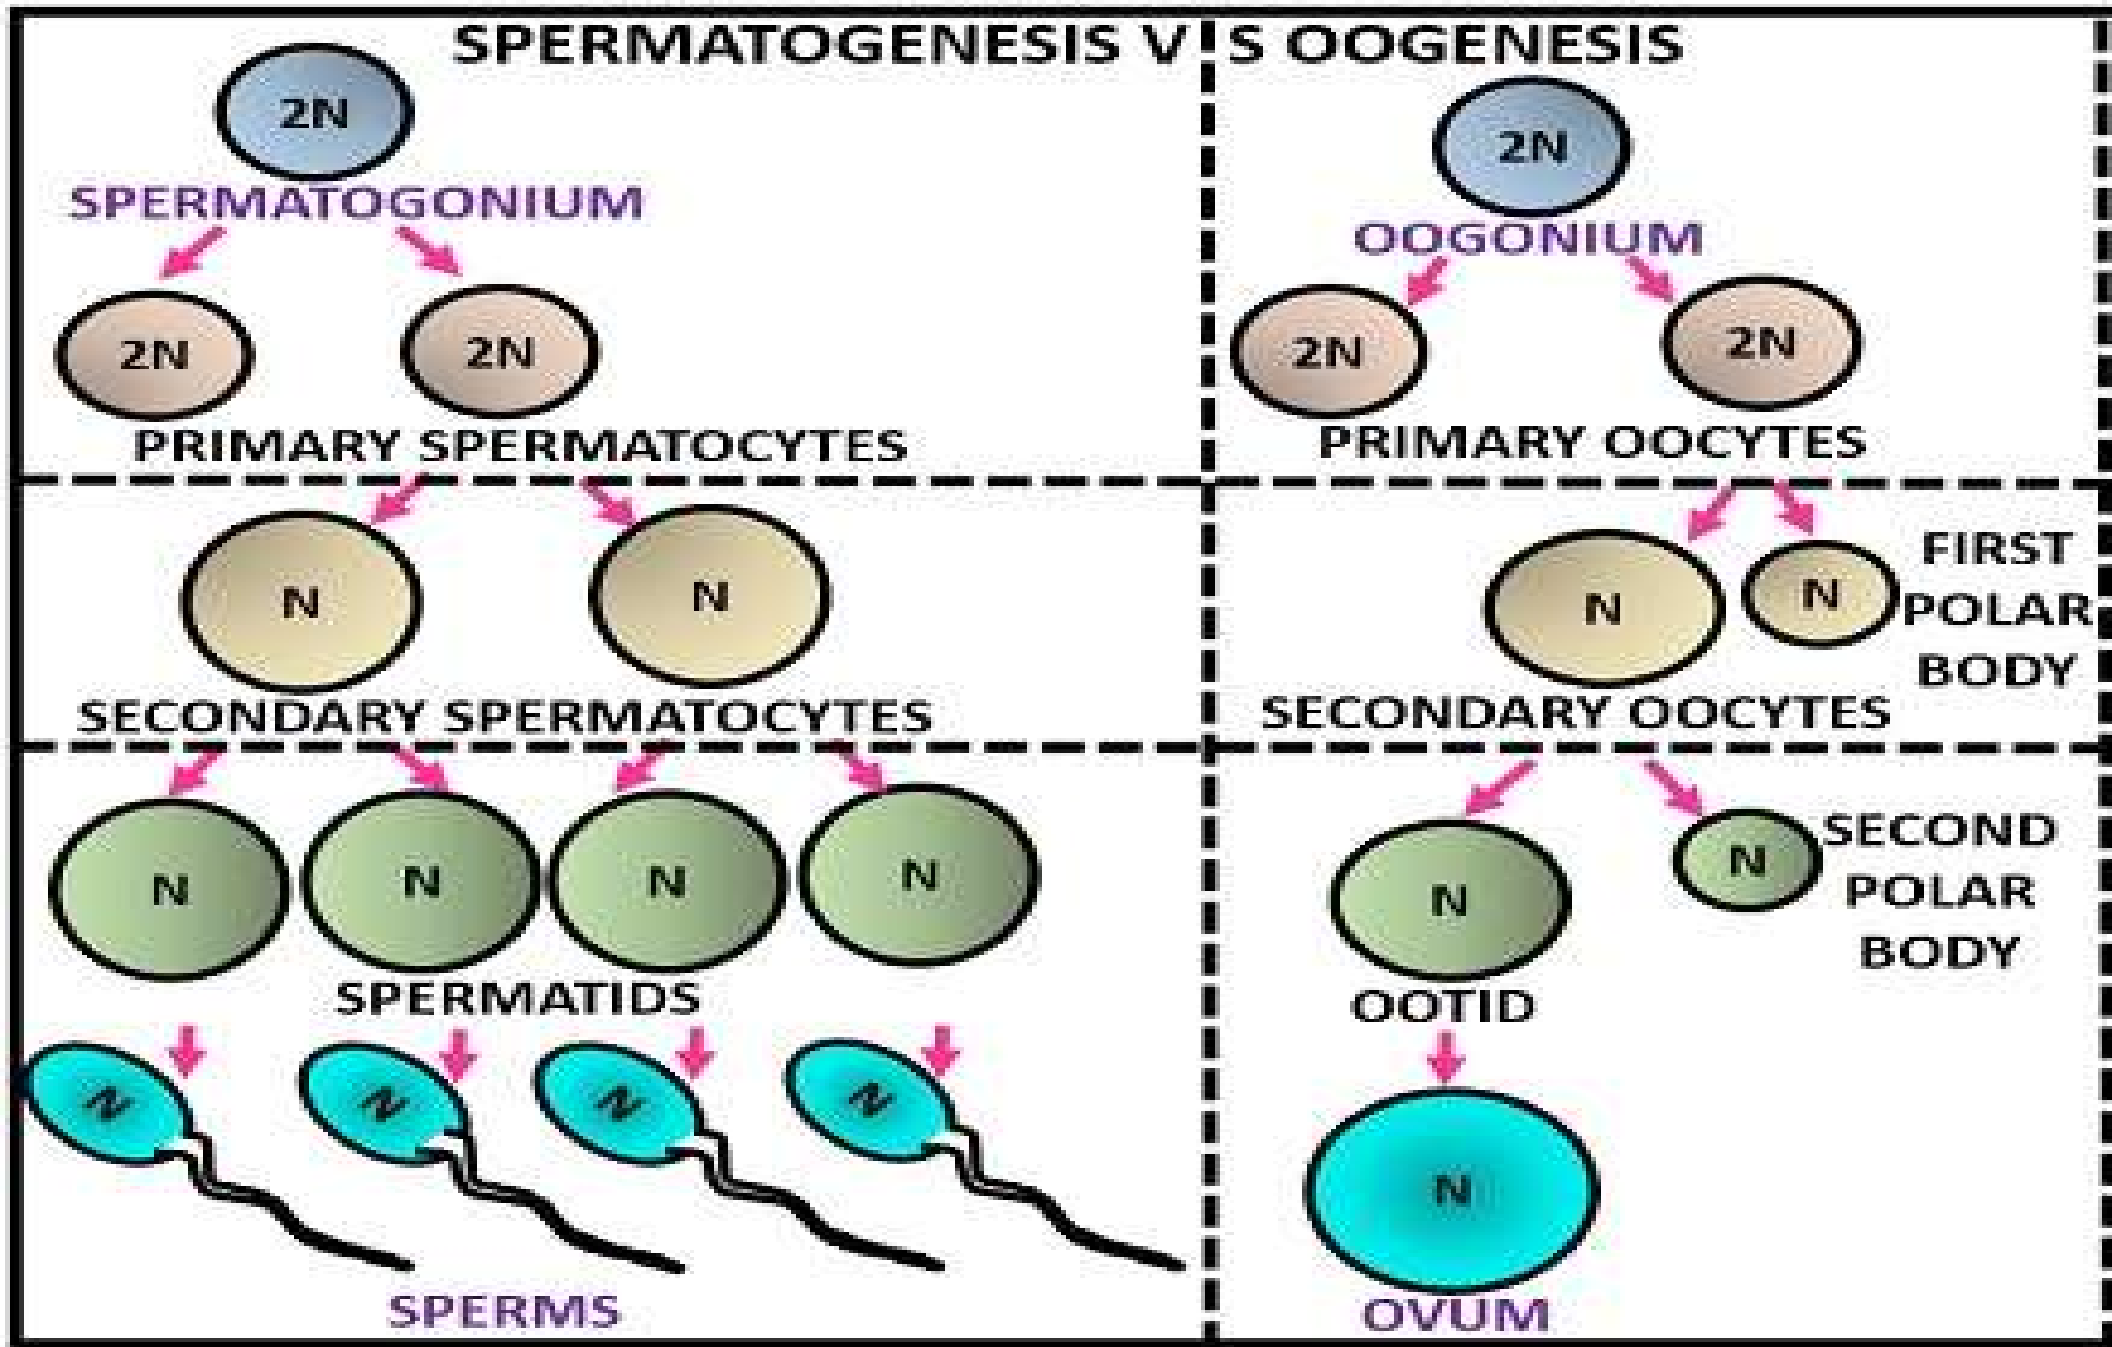 SPERMATOGENESIS V S OOGENESIS
2N
SPERMATOGONIUM
2N 2N
PRIMARY SPERMATOCYTES
N N
SECONDARY SPERMATOCYTES
N N N N
SPERMATIDS
N N N N
SPERMS
2N
OOGONIUM
2N 2N
PRIMARY OOCYTES
N N
FIRST
POLAR
BODY
SECONDARY OOCYTES
N N
SECOND
POLAR
BODY
OOTID
N
OVUM